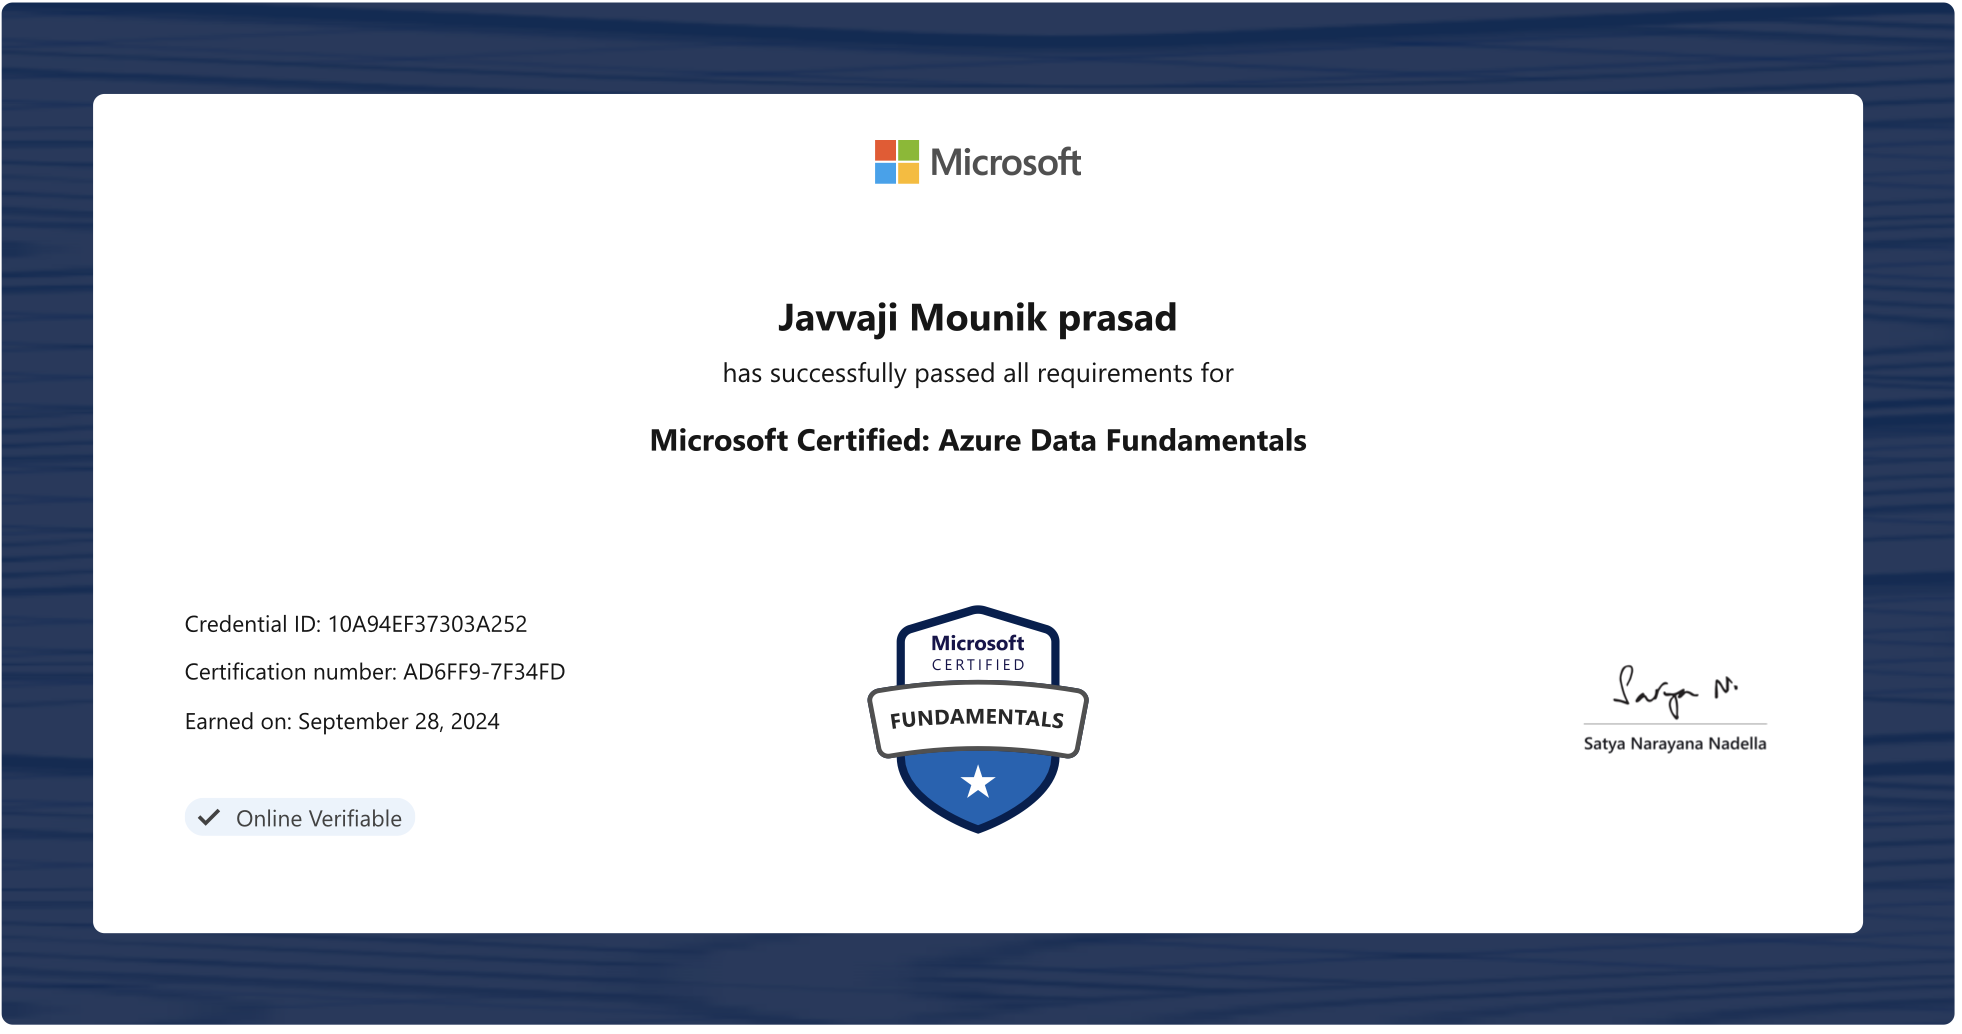 Microsoft
Javvaji Mounik prasad
has successfully passed all requirements for
Microsoft Certified: Azure Data Fundamentals
Credential ID: 10A94EF37303A252
Certification number: AD6FF9-7F34FD
Earned on: September 28, 2024
Online Verifiable
Microsoft
CERTIFIED
FUNDAMENTALS
Satya N.
Satya Narayana Nadella